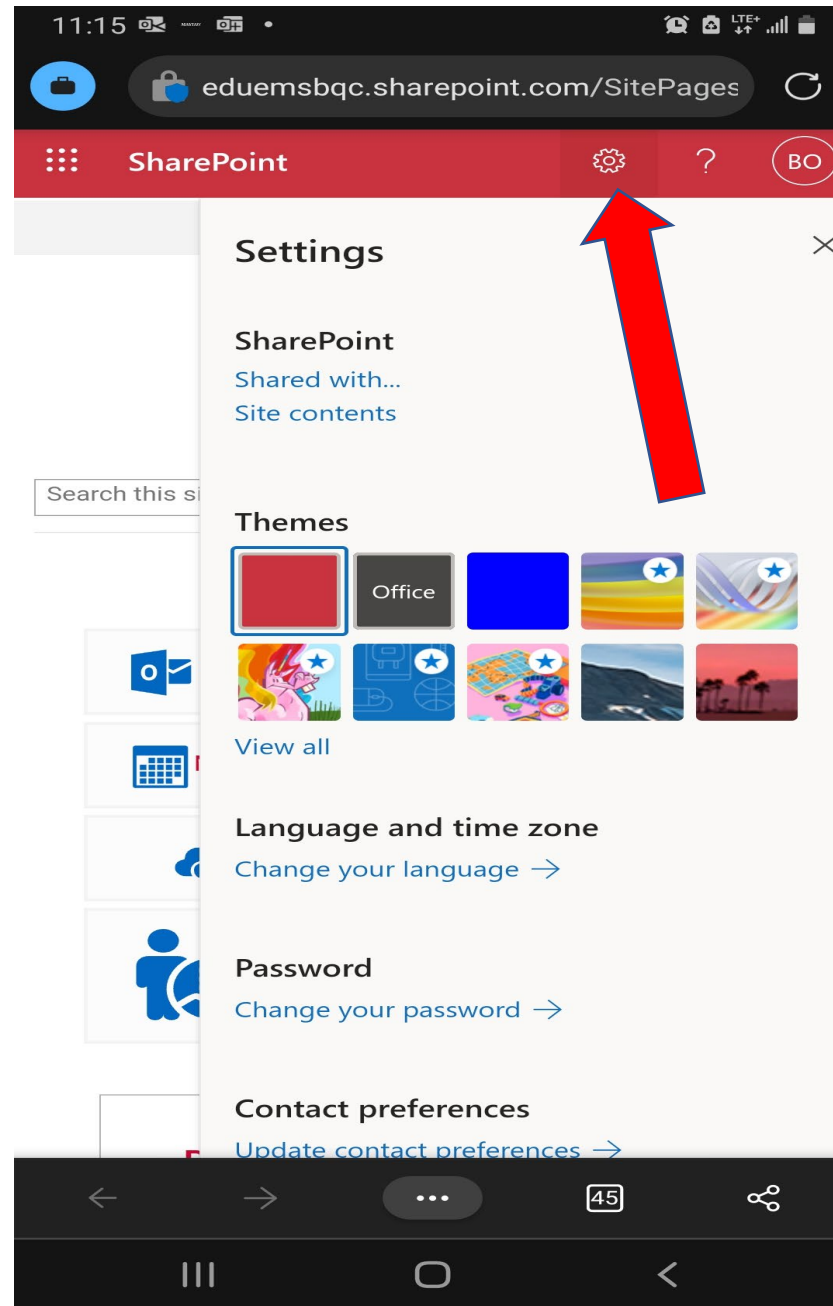 11:15
eduemsbqc.sharepoint.com/SitePages
LTE+
SharePoint
?
BO
Settings
SharePoint
Shared with...
Site contents
Search this si
Themes
Office
View all
Language and time zone
Change your language →
Password
Change your password →
Contact preferences
Update contact preferences →
45